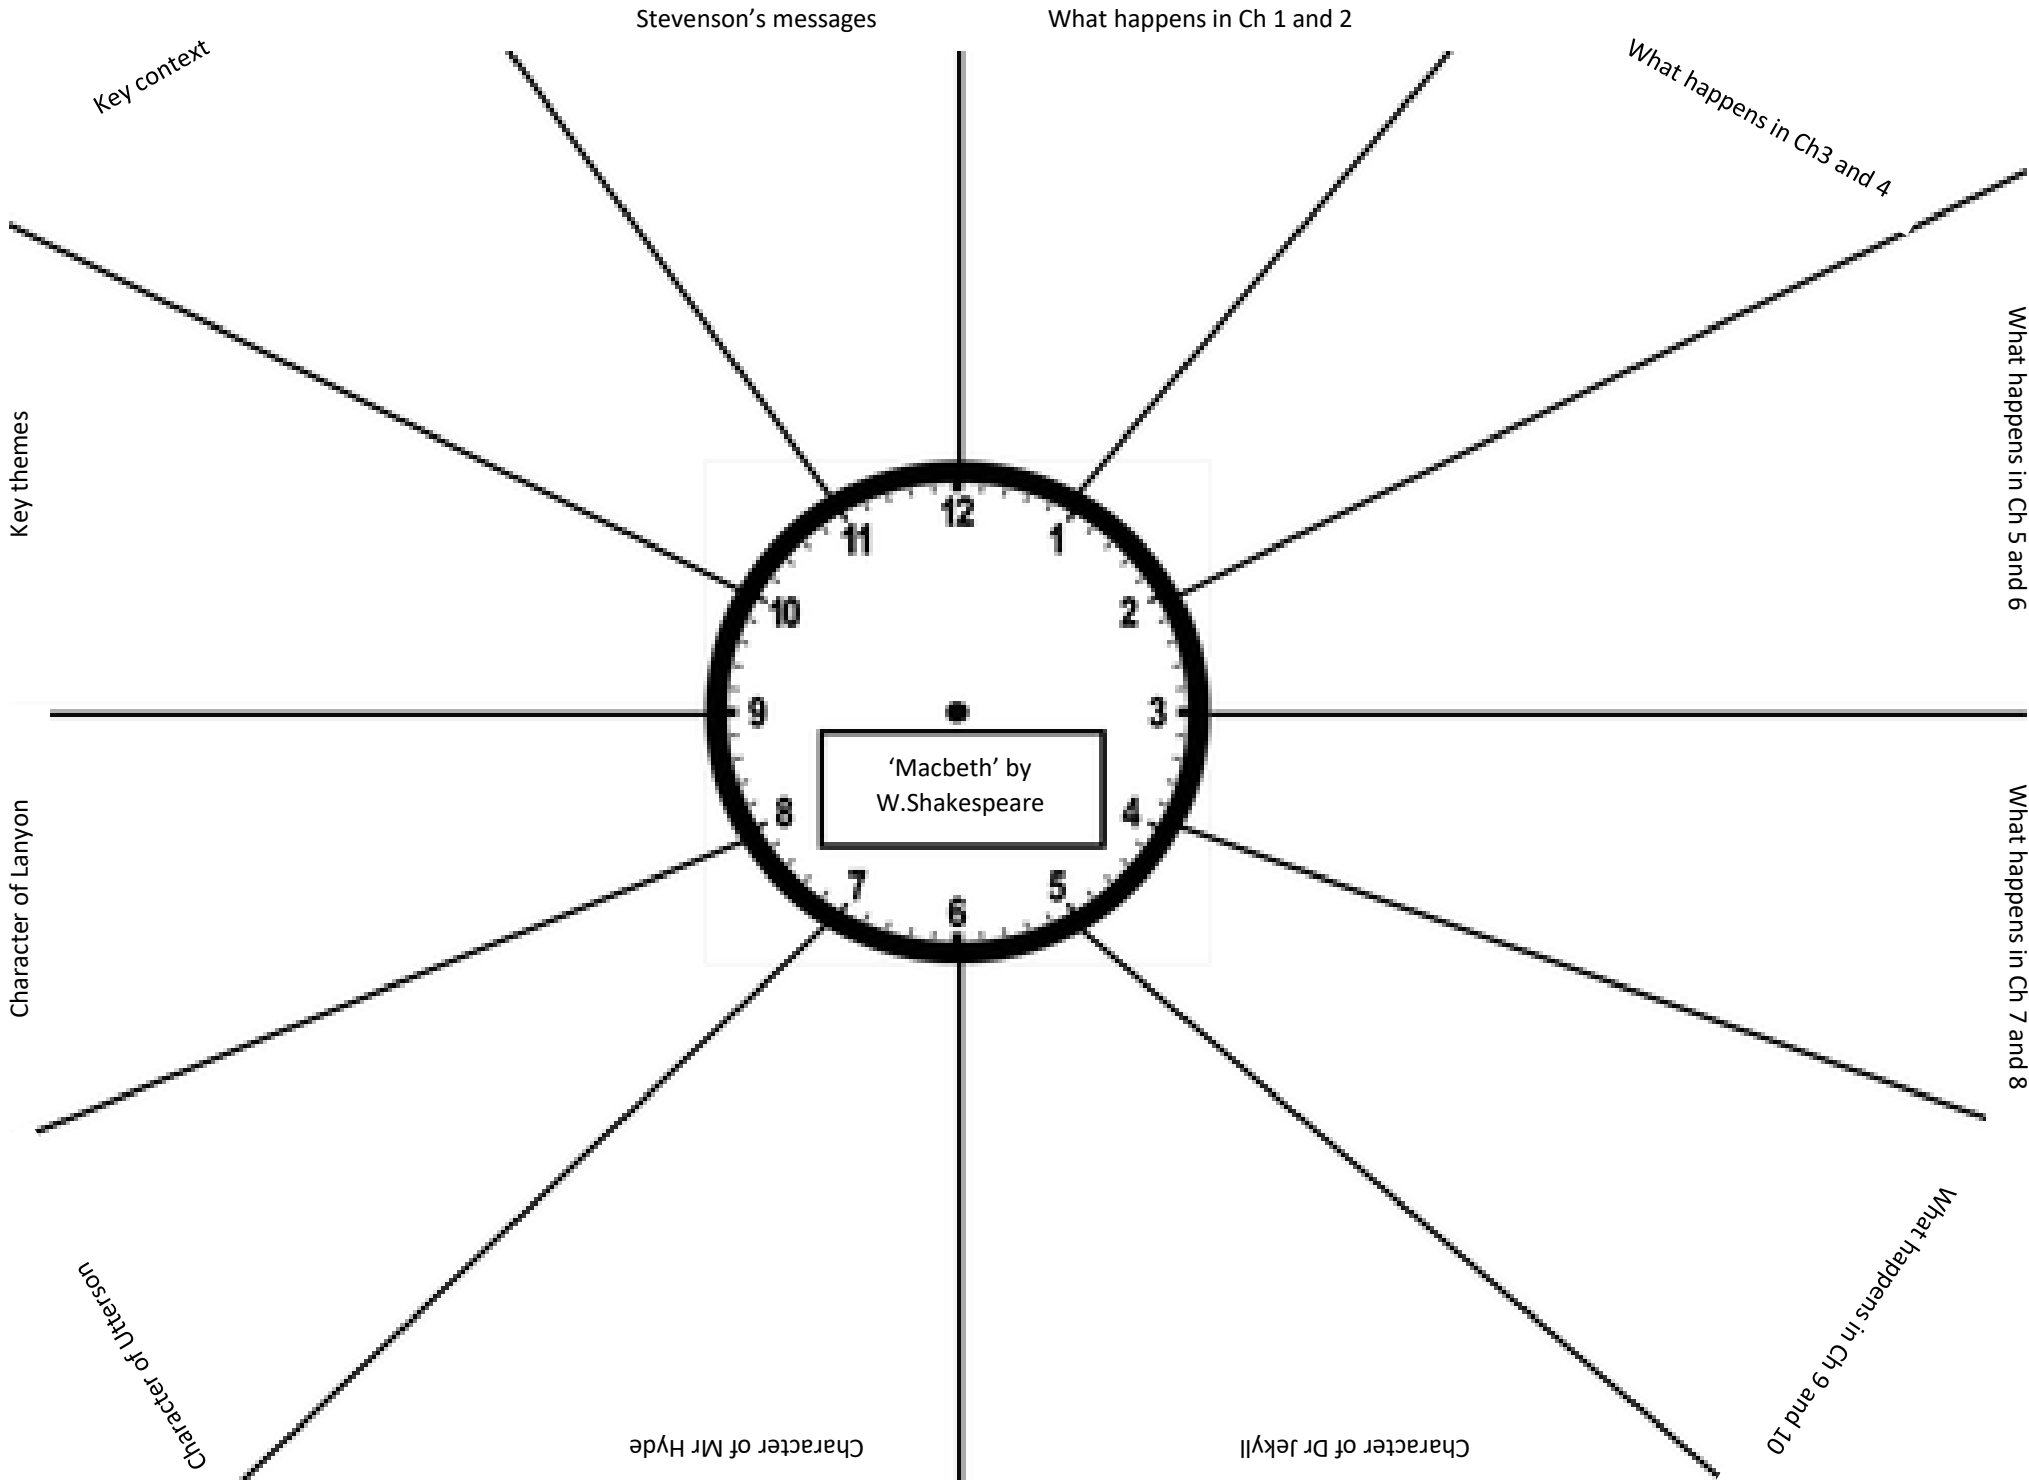 Stevenson’s messages
What happens in Ch 1 and 2
What happens in Ch3 and 4
What happens in Ch 5 and 6
What happens in Ch 7 and 8
What happens in Ch 9 and 10
Character of Dr Jekyll
Character of Mr Hyde
Character of Utterson
Character of Lanyon
Key themes
Key context
12
1
2
3
4
5
6
7
8
9
10
11
‘Macbeth’ by
W.Shakespeare